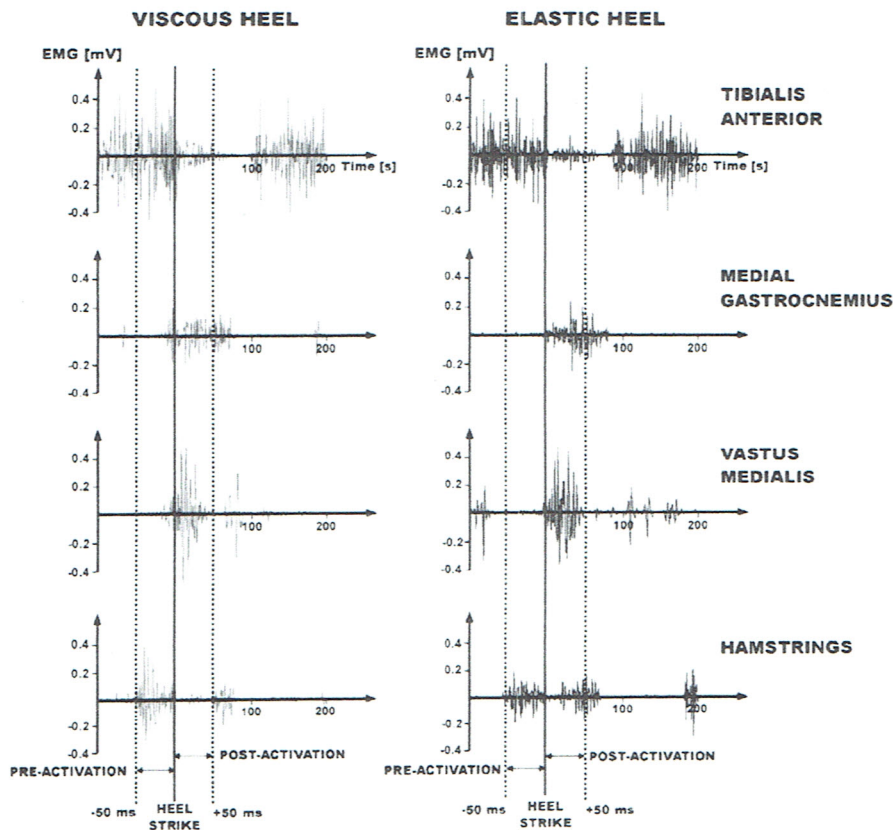 VISCOUS HEEL
ELASTIC HEEL
EMG [mV]
0.4
0.2
-0.2
-0.4
100
200
Time [s]
EMG [mV]
0.4
0.2
-0.2
-0.4
100
200
Time [s]
TIBIALIS
ANTERIOR
0.4
0.2
-0.2
-0.4
100
200
0.4
0.2
-0.2
-0.4
100
200
MEDIAL
GASTROCNEMIUS
0.4
0.2
-0.2
-0.4
100
200
0.4
0.2
-0.2
-0.4
100
200
VASTUS
MEDIALIS
0.4
0.2
-0.2
-0.4
100
200
0.4
0.2
-0.2
-0.4
100
200
HAMSTRINGS
PRE-ACTIVATION
POST-ACTIVATION
PRE-ACTIVATION
POST-ACTIVATION
-50 ms
HEEL
STRIKE
+50 ms
-50 ms
HEEL
STRIKE
+50 ms